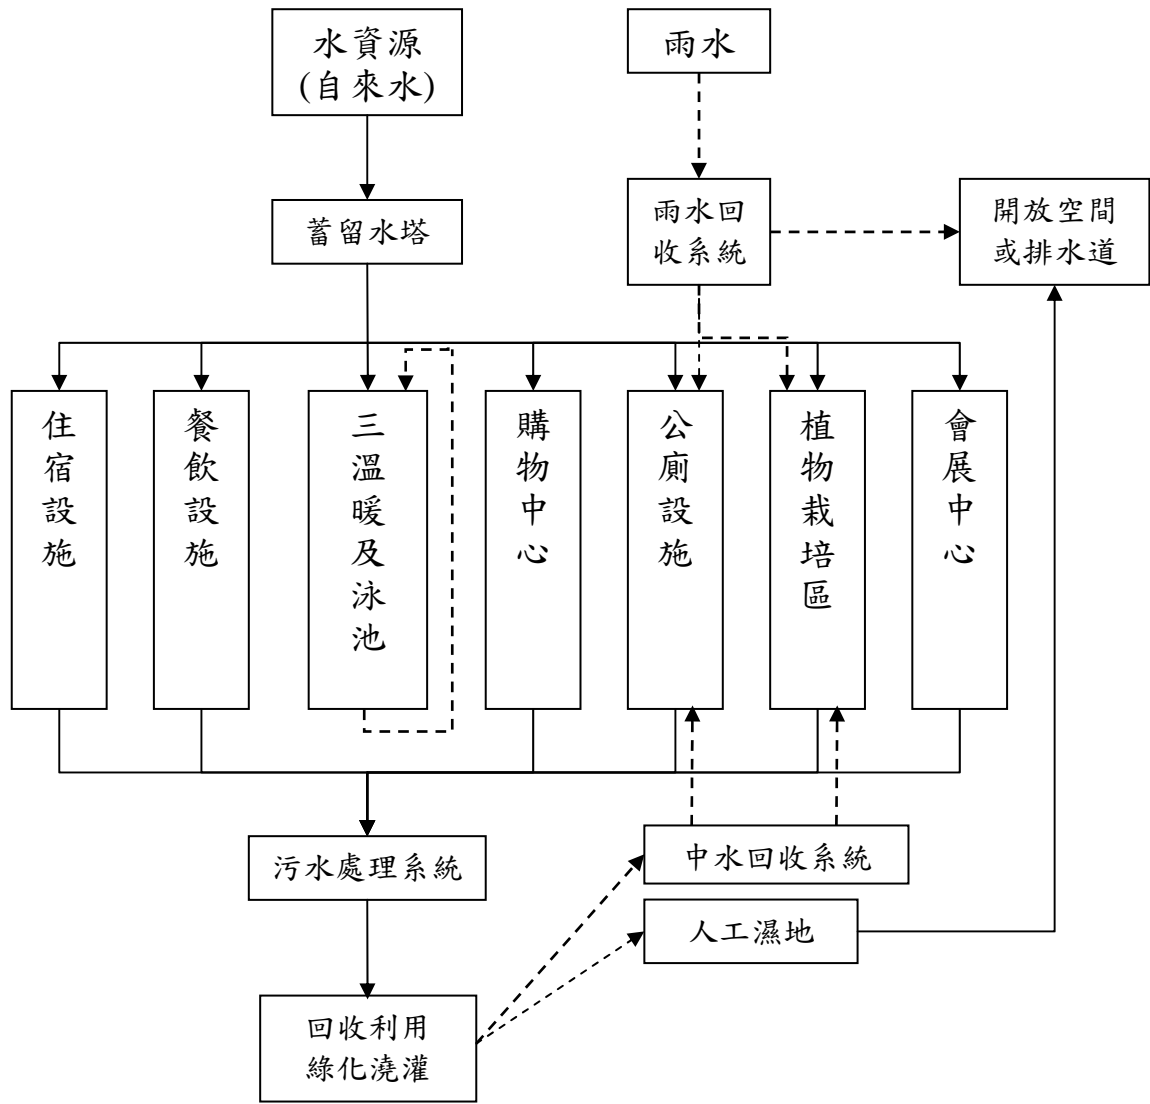 水資源
(自來水)
雨水
蓄留水塔
雨水回
收系統
開放空間
或排水道
住宿設施
餐飲設施
三溫暖及泳池
購物中心
公廁設施
植物栽培區
會展中心
污水處理系統
中水回收系統
人工濕地
回收利用
綠化澆灌